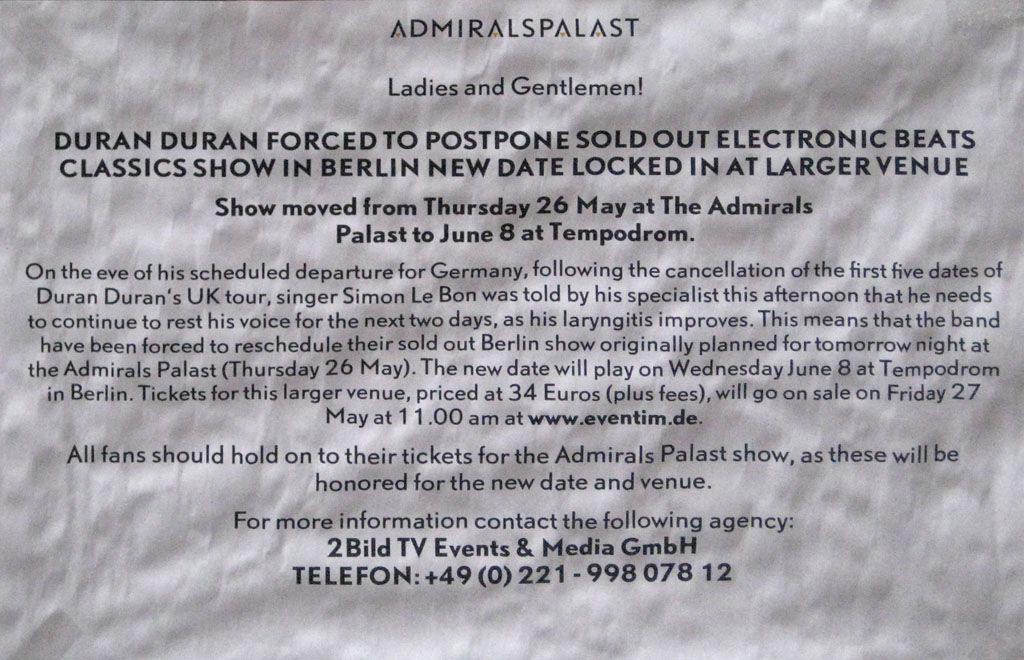 ADMIRALSPALAST
Ladies and Gentlemen!
DURAN DURAN FORCED TO POSTPONE SOLD OUT ELECTRONIC BEATS
CLASSICS SHOW IN BERLIN NEW DATE LOCKED IN AT LARGER VENUE
Show moved from Thursday 26 May at The Admirals
Palast to June 8 at Tempodrom.
On the eve of his scheduled departure for Germany, following the cancellation of the first five dates of
Duran Duran's UK tour, singer Simon Le Bon was told by his specialist this afternoon that he needs
to continue to rest his voice for the next two days, as his laryngitis improves. This means that the band
have been forced to reschedule their sold out Berlin show originally planned for tomorrow night at
the Admirals Palast (Thursday 26 May). The new date will play on Wednesday June 8 at Tempodrom
in Berlin. Tickets for this larger venue, priced at 34 Euros (plus fees), will go on sale on Friday 27
May at 11.00 am at www.eventim.de.
All fans should hold on to their tickets for the Admirals Palast show, as these will be
honored for the new date and venue.
For more information contact the following agency:
2Bild TV Events & Media GmbH
TELEFON: +49 (0) 221 - 998 078 12